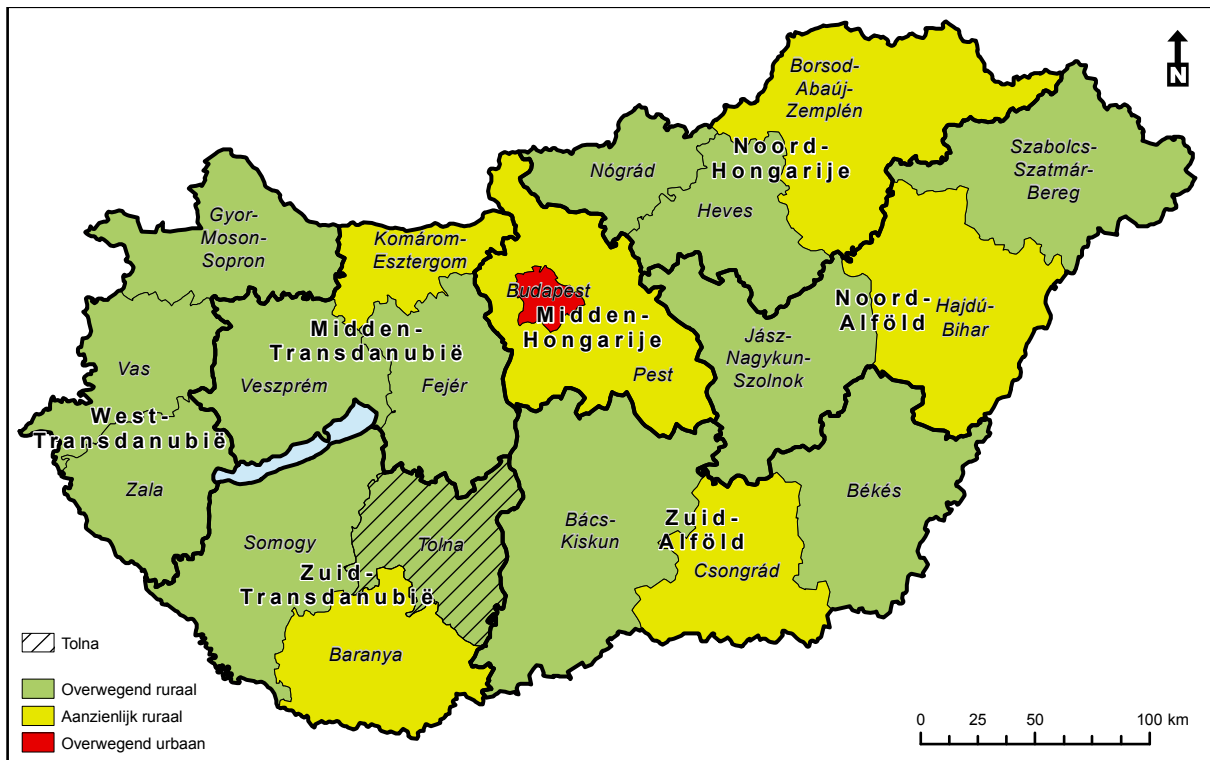 N
Borsod-
Abaúj-
Zemplén
Szabolcs-
Szatmár-
Bereg
Nógrád
Noord-
Hongarije
Heves
Gyor-
Moson-
Sopron
Komárom-
Esztergom
Budapest
Midden-
Hongarije
Pest
Noord-
Alföld
Hajdú-
Bihar
Jász-
Nagykun-
Szolnok
Midden-
Transdanubië
Vas
Veszprém
Fejér
West-
Transdanubië
Zala
Somogy
Tolna
Zuid-
Transdanubië
Baranya
Bács-
Kiskun
Zuid-
Alföld
Csongrád
Békés
Tolna
Overwegend ruraal
Aanzienlijk ruraal
Overwegend urbaan
0 25 50 100 km